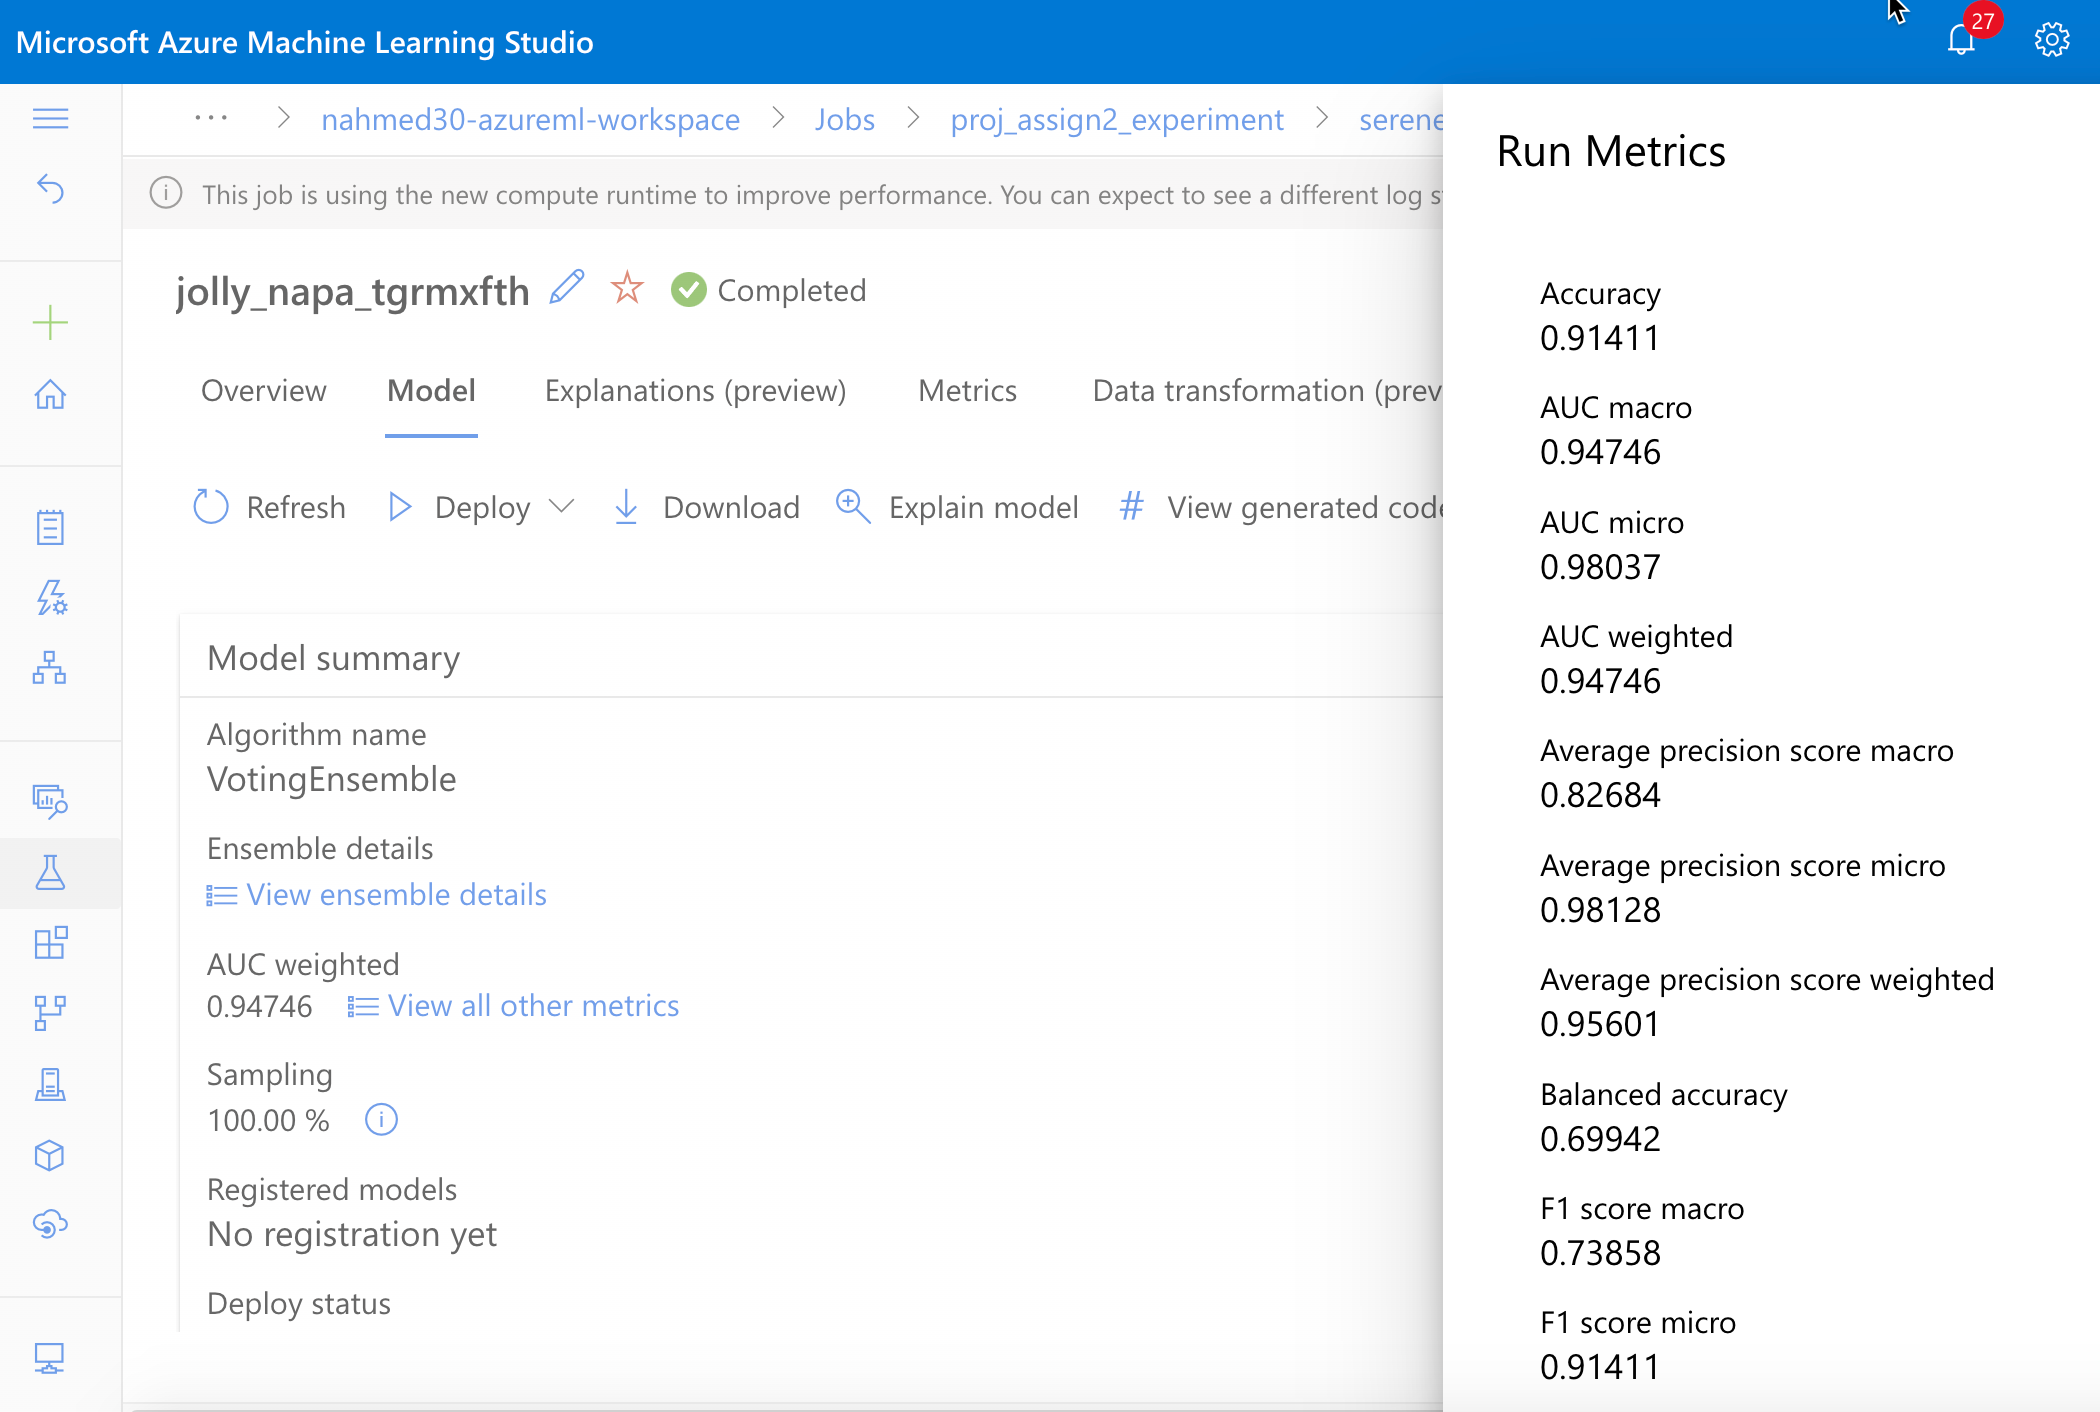 Microsoft Azure Machine Learning Studio
27
... > nahmed30-azureml-workspace > Jobs > proj_assign2_experiment > serene
This job is using the new compute runtime to improve performance. You can expect to see a different log s
jolly_napa_tgrmxfth Completed
Overview Model Explanations (preview) Metrics Data transformation (prev
Refresh Deploy Download Explain model # View generated code
Model summary
Algorithm name
VotingEnsemble
Ensemble details
View ensemble details
AUC weighted
0.94746 View all other metrics
Sampling
100.00 %
Registered models
No registration yet
Deploy status
Run Metrics
Accuracy
0.91411
AUC macro
0.94746
AUC micro
0.98037
AUC weighted
0.94746
Average precision score macro
0.82684
Average precision score micro
0.98128
Average precision score weighted
0.95601
Balanced accuracy
0.69942
F1 score macro
0.73858
F1 score micro
0.91411